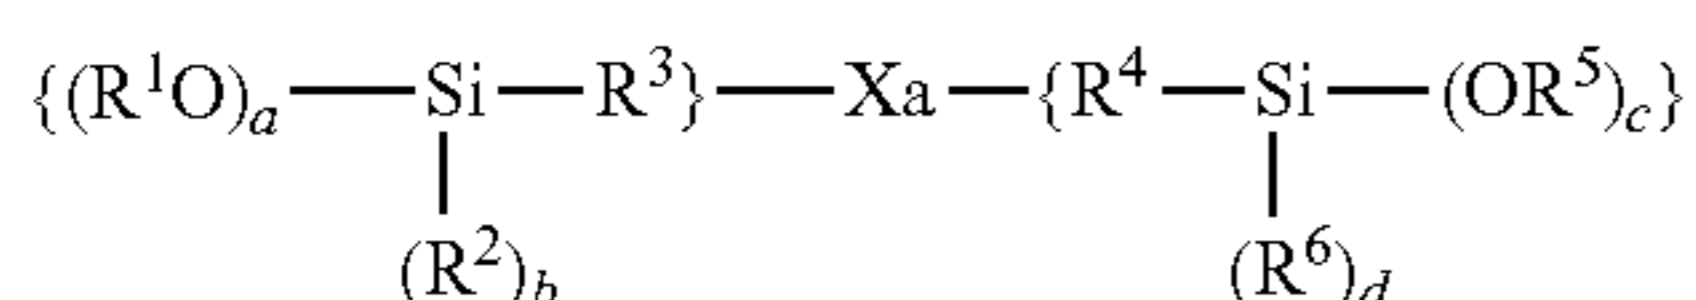 {(R¹O)ₐ—Si—R³}—Xa—{R⁴—Si—(OR⁵)c}
(R²)b (R⁶)d